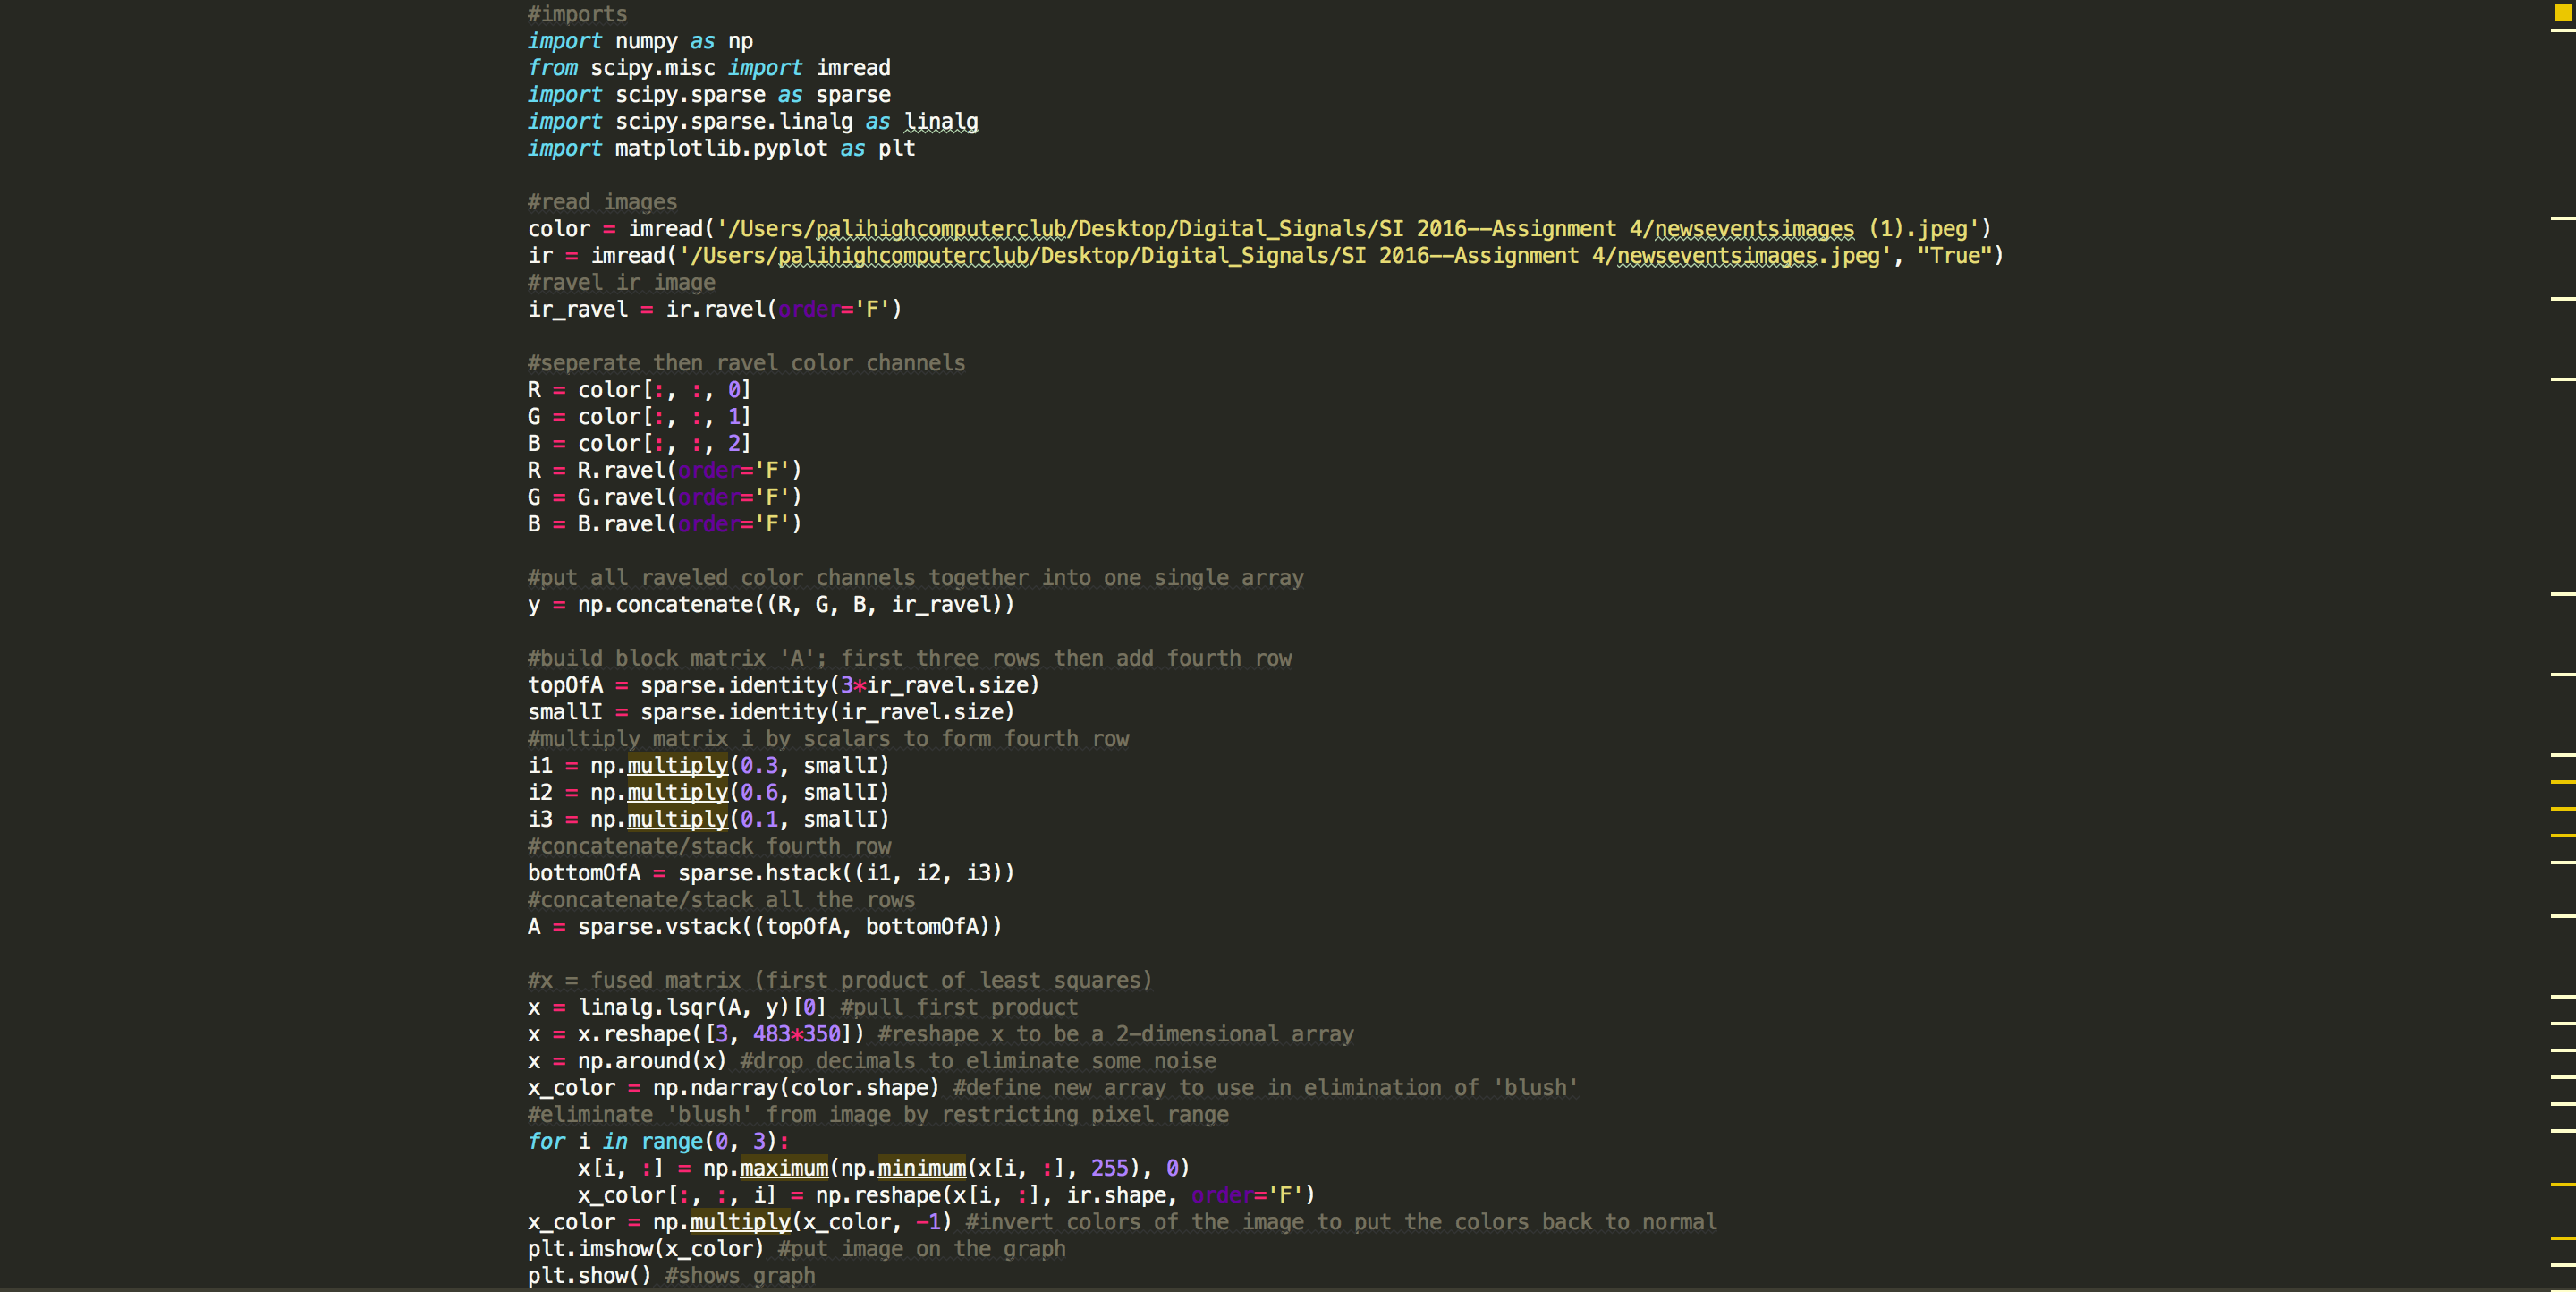 #imports
import numpy as np
from scipy.misc import imread
import scipy.sparse as sparse
import scipy.sparse.linalg as linalg
import matplotlib.pyplot as plt
#read images
color = imread('/Users/palihighcomputerclub/Desktop/Digital_Signals/SI 2016--Assignment 4/newseventsimages (1).jpeg')
ir = imread('/Users/palihighcomputerclub/Desktop/Digital_Signals/SI 2016--Assignment 4/newseventsimages.jpeg', "True")
#ravel ir image
ir_ravel = ir.ravel(order='F')
#seperate then ravel color channels
R = color[:, :, 0]
G = color[:, :, 1]
B = color[:, :, 2]
R = R.ravel(order='F')
G = G.ravel(order='F')
B = B.ravel(order='F')
#put all raveled color channels together into one single array
y = np.concatenate((R, G, B, ir_ravel))
#build block matrix 'A'; first three rows then add fourth row
topOfA = sparse.identity(3*ir_ravel.size)
smallI = sparse.identity(ir_ravel.size)
#multiply matrix i by scalars to form fourth row
i1 = np.multiply(0.3, smallI)
i2 = np.multiply(0.6, smallI)
i3 = np.multiply(0.1, smallI)
#concatenate/stack fourth row
bottomOfA = sparse.hstack((i1, i2, i3))
#concatenate/stack all the rows
A = sparse.vstack((topOfA, bottomOfA))
#x = fused matrix (first product of least squares)
x = linalg.lsqr(A, y)[0] #pull first product
x = x.reshape([3, 483*350]) #reshape x to be a 2-dimensional array
x = np.around(x) #drop decimals to eliminate some noise
x_color = np.ndarray(color.shape) #define new array to use in elimination of 'blush'
#eliminate 'blush' from image by restricting pixel range
for i in range(0, 3):
    x[i, :] = np.maximum(np.minimum(x[i, :], 255), 0)
    x_color[:, :, i] = np.reshape(x[i, :], ir.shape, order='F')
x_color = np.multiply(x_color, -1) #invert colors of the image to put the colors back to normal
plt.imshow(x_color) #put image on the graph
plt.show() #shows graph